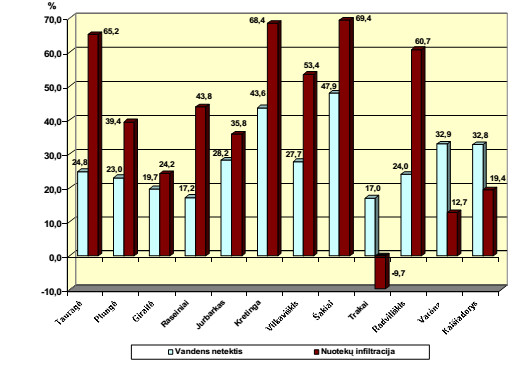 %
70,0
60,0
50,0
40,0
30,0
20,0
10,0
0,0
-10,0
24,8 65,2
39,4 23,0
19,7 24,2
17,2 43,8
28,2 35,8
43,6 68,4
27,7 53,4
47,9 69,4
17,0 -9,7
24,0 60,7
32,9 12,7
32,8 19,4
Tauragė
Plungė
Giraitė
Raseiniai
Jurbarkas
Kretinga
Vilkaviškis
Šakiai
Trakai
Radviliškis
Varėna
Kaišiadorys
Vandens netektis
Nuotekų infiltracija